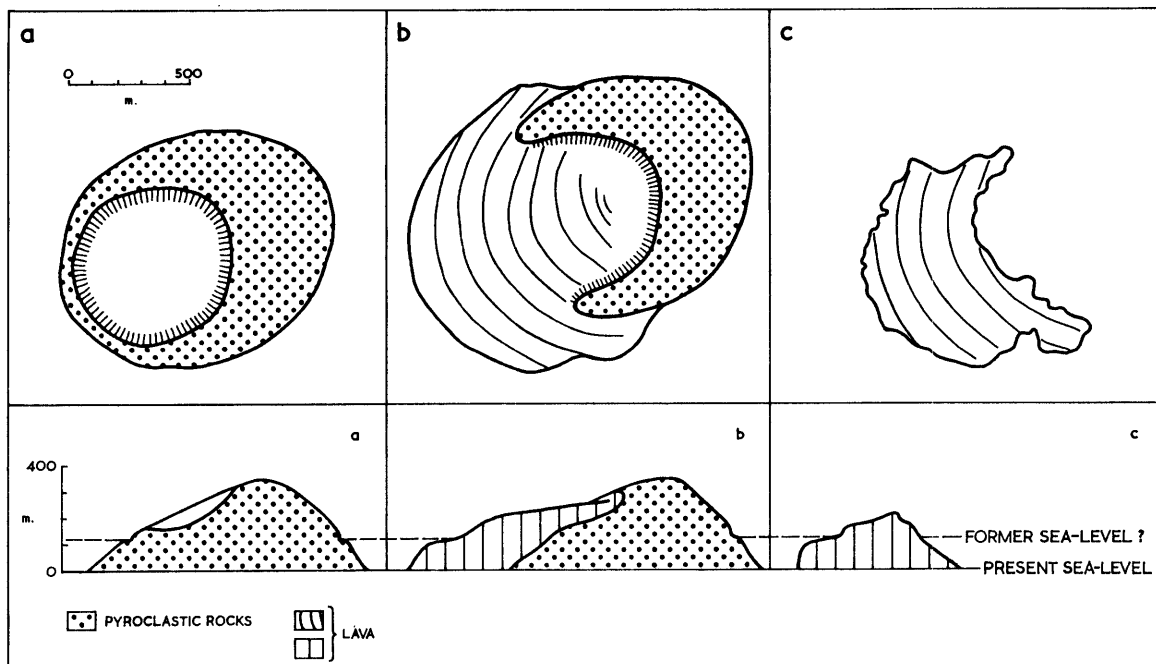 a
b
c
0 500
m.
a
b
c
400
m.
0
FORMER SEA-LEVEL ?
PRESENT SEA-LEVEL
PYROCLASTIC ROCKS
LAVA